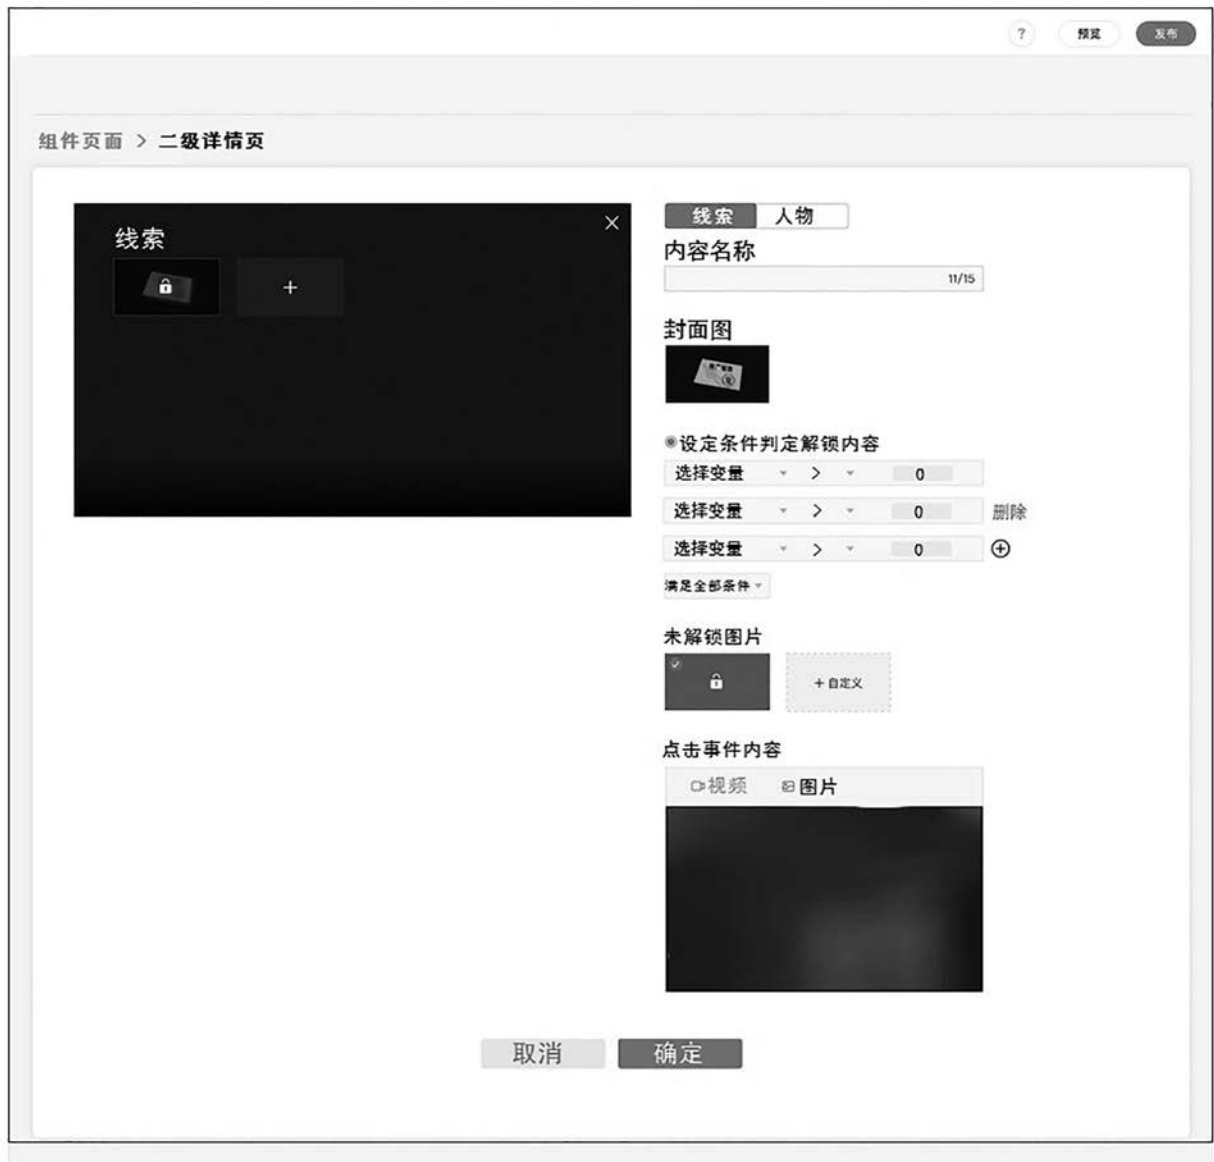 ? 预览 发布
组件页面 > 二级详情页
线索 ×
+
线索 人物
内容名称
11/15
封面图
设定条件判定解锁内容
选择变量 > 0
选择变量 > 0 删除
选择变量 > 0
满足全部条件
未解锁图片
+ 自定义
点击事件内容
视频 图片
取消 确定